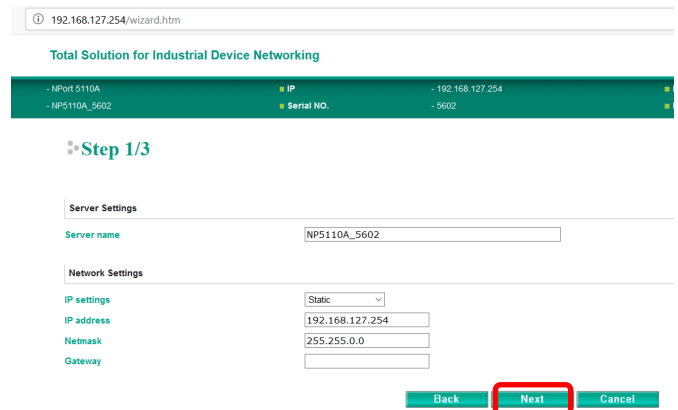 192.168.127.254/wizard.htm
Total Solution for Industrial Device Networking
- NPort 5110A IP - 192.168.127.254
- NP5110A_5602 Serial NO. - 5602
Step 1/3
Server Settings
Server name NP5110A_5602
Network Settings
IP settings Static
IP address 192.168.127.254
Netmask 255.255.0.0
Gateway
Back Next Cancel